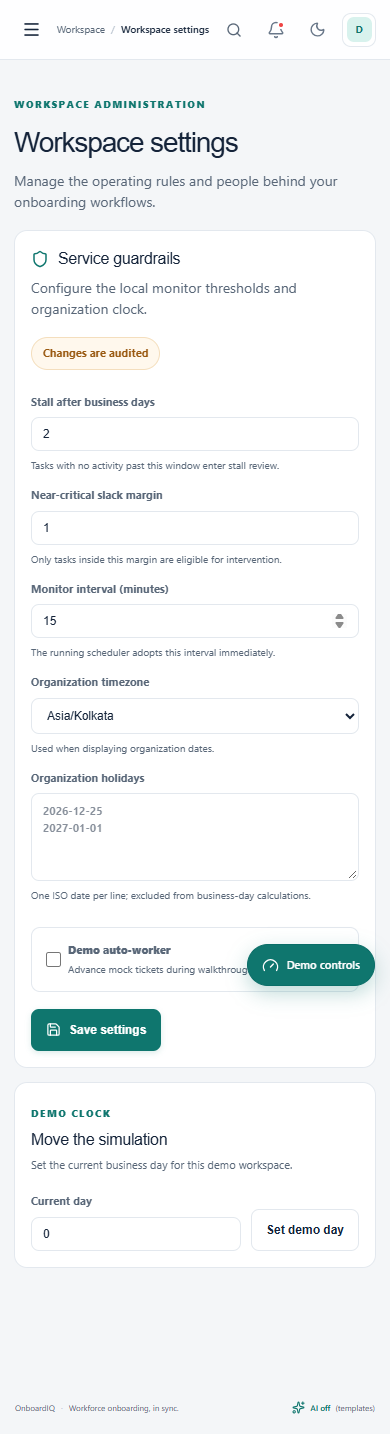 Workspace / Workspace settings
D
WORKSPACE ADMINISTRATION
Workspace settings
Manage the operating rules and people behind your
onboarding workflows.
Service guardrails
Configure the local monitor thresholds and
organization clock.
Changes are audited
Stall after business days
2
Tasks with no activity past this window enter stall review.
Near-critical slack margin
1
Only tasks inside this margin are eligible for intervention.
Monitor interval (minutes)
15
The running scheduler adopts this interval immediately.
Organization timezone
Asia/Kolkata
Used when displaying organization dates.
Organization holidays
2026-12-25
2027-01-01
One ISO date per line; excluded from business-day calculations.
Demo auto-worker
Advance mock tickets during
Demo controls
Save settings
DEMO CLOCK
Move the simulation
Set the current business day for this demo workspace.
Current day
0
Set demo day
OnboardIQ · Workforce onboarding, in sync.
AI off (templates)